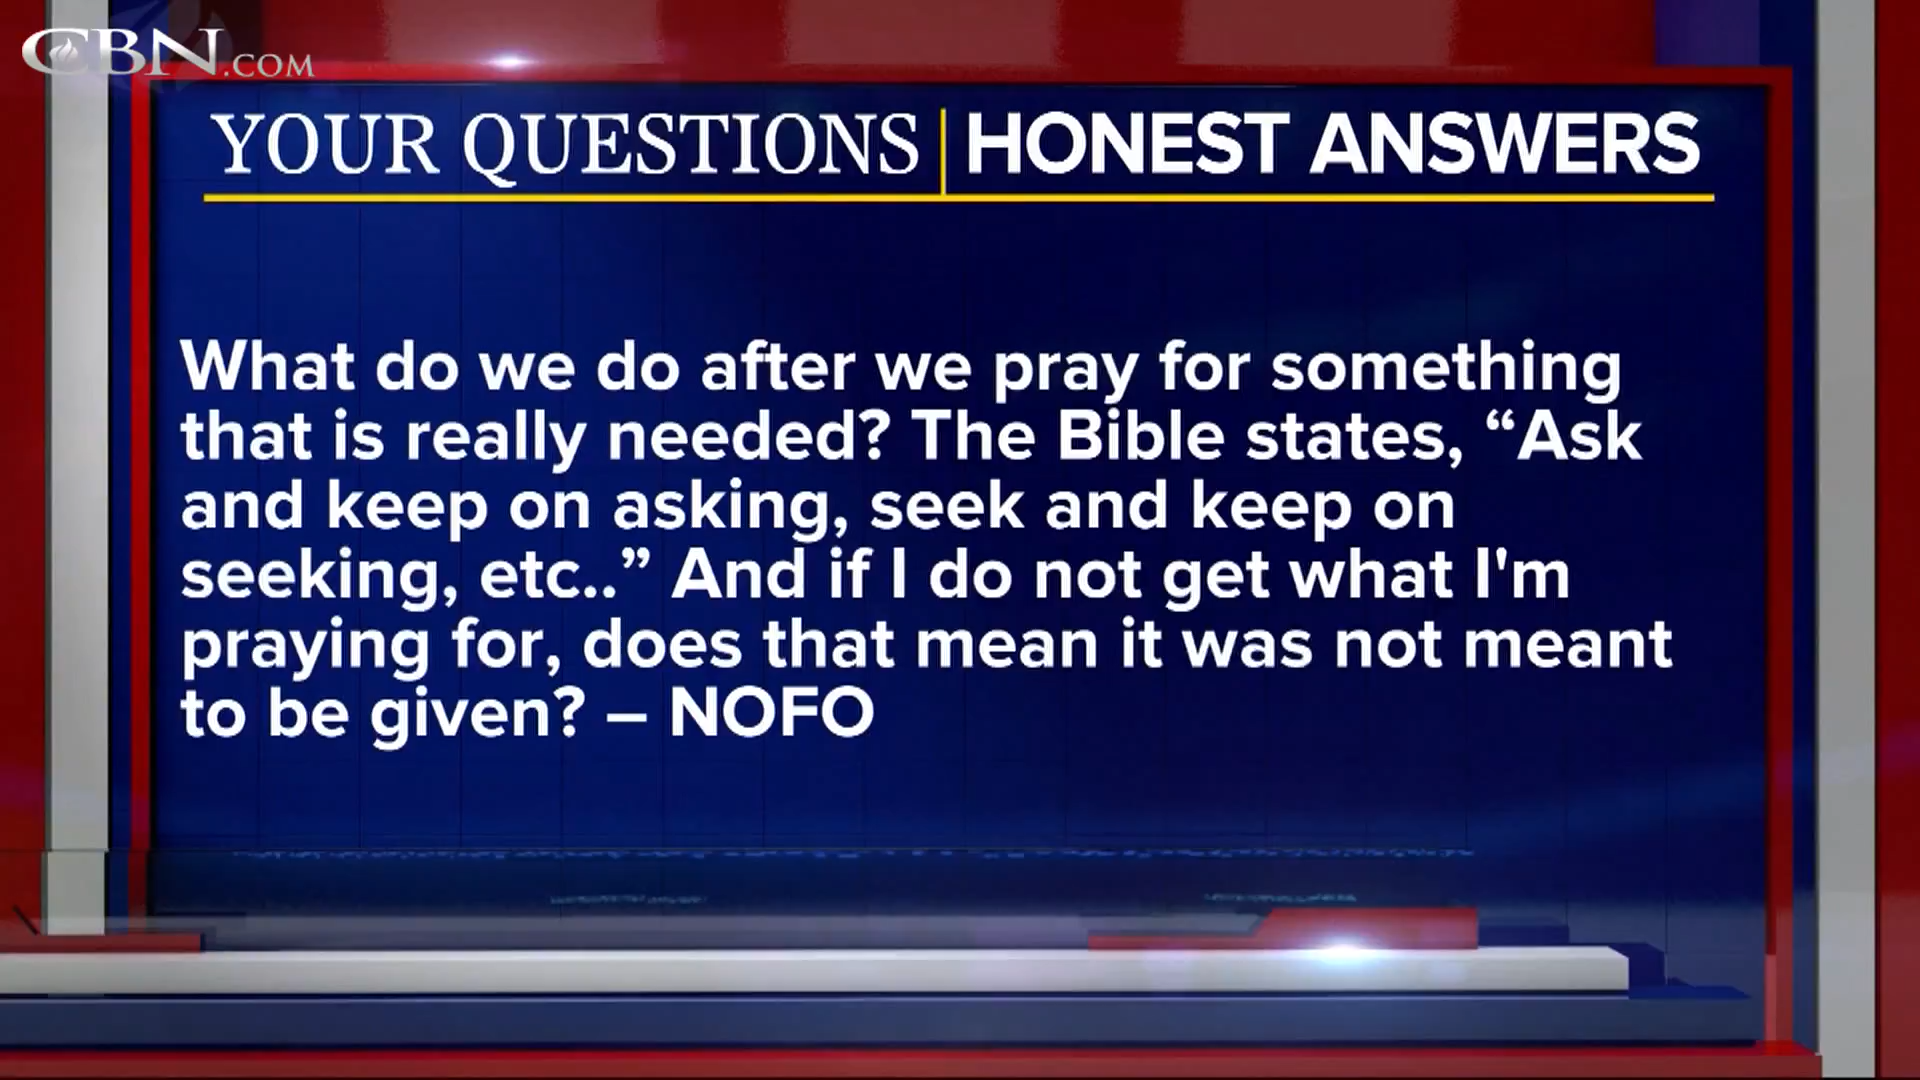 CBN.COM
YOUR QUESTIONS | HONEST ANSWERS
What do we do after we pray for something
that is really needed? The Bible states, “Ask
and keep on asking, seek and keep on
seeking, etc..” And if I do not get what I'm
praying for, does that mean it was not meant
to be given? – NOFO